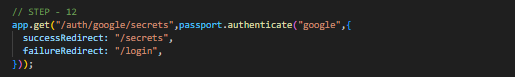 // STEP - 12
app.get("/auth/google/secrets",passport.authenticate("google",{
  successRedirect: "/secrets",
  failureRedirect: "/login",
}));